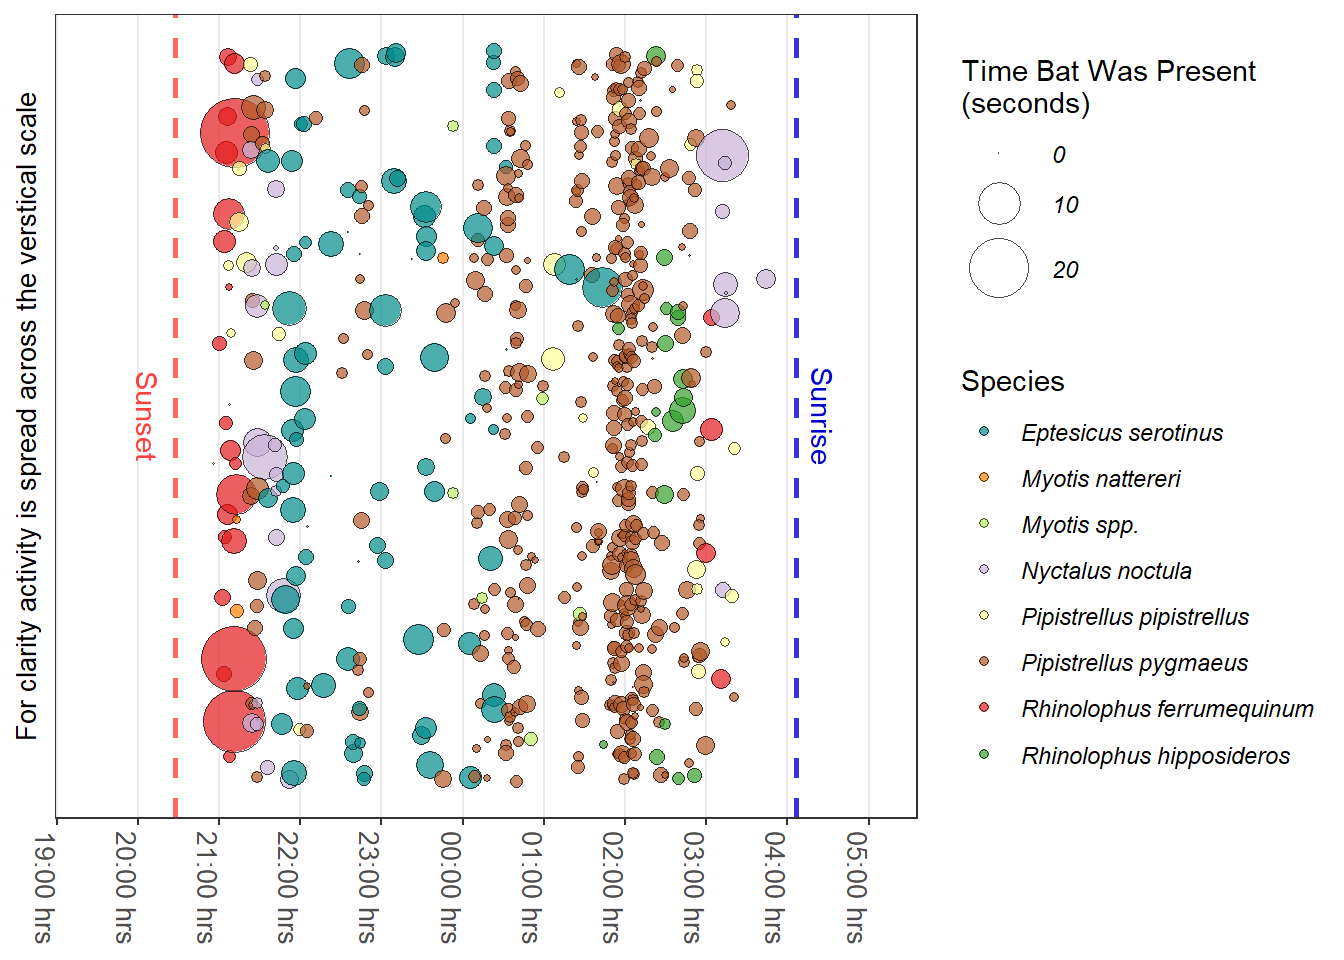 For clarity activity is spread across the verstical scale
Sunset
Sunrise
19:00 hrs
20:00 hrs
21:00 hrs
22:00 hrs
23:00 hrs
00:00 hrs
01:00 hrs
02:00 hrs
03:00 hrs
04:00 hrs
05:00 hrs
Time Bat Was Present
(seconds)
0
10
20
Species
Eptesicus serotinus
Myotis nattereri
Myotis spp.
Nyctalus noctula
Pipistrellus pipistrellus
Pipistrellus pygmaeus
Rhinolophus ferrumequinum
Rhinolophus hipposideros